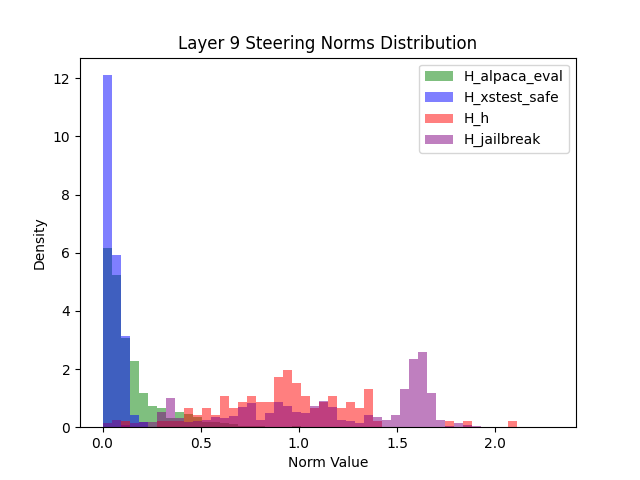 Layer 9 Steering Norms Distribution
H_alpaca_eval
H_xstest_safe
H_h
H_jailbreak
12
10
8
6
4
2
0
Density
0.0 0.5 1.0 1.5 2.0
Norm Value